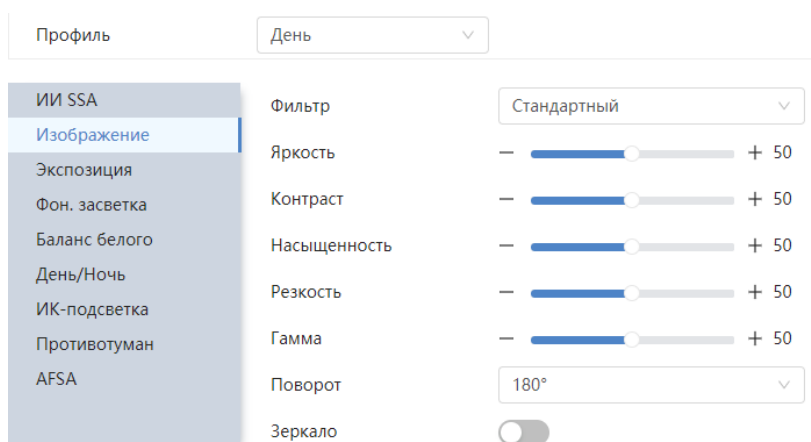 Профиль День
ИИ SSA
Изображение
Экспозиция
Фон. засветка
Баланс белого
День/Ночь
ИК-подсветка
Противотуман
AFSA
Фильтр Стандартный
Яркость − + 50
Контраст − + 50
Насыщенность − + 50
Резкость − + 50
Гамма − + 50
Поворот 180°
Зеркало